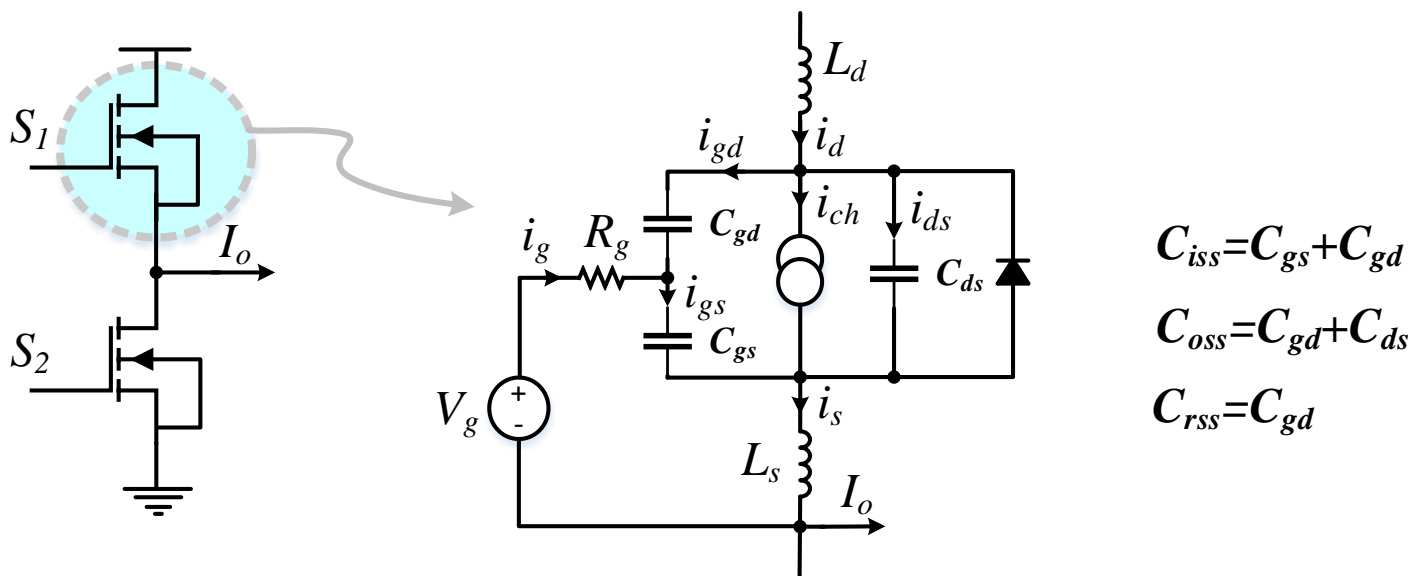 S1
Io
S2
Ld
igd
id
ich
ids
Cgd
ig
Rg
Cds
igs
Cgs
Vg
+
-
is
Ls
Io
Ciss=Cgs+Cgd
Coss=Cgd+Cds
Crss=Cgd